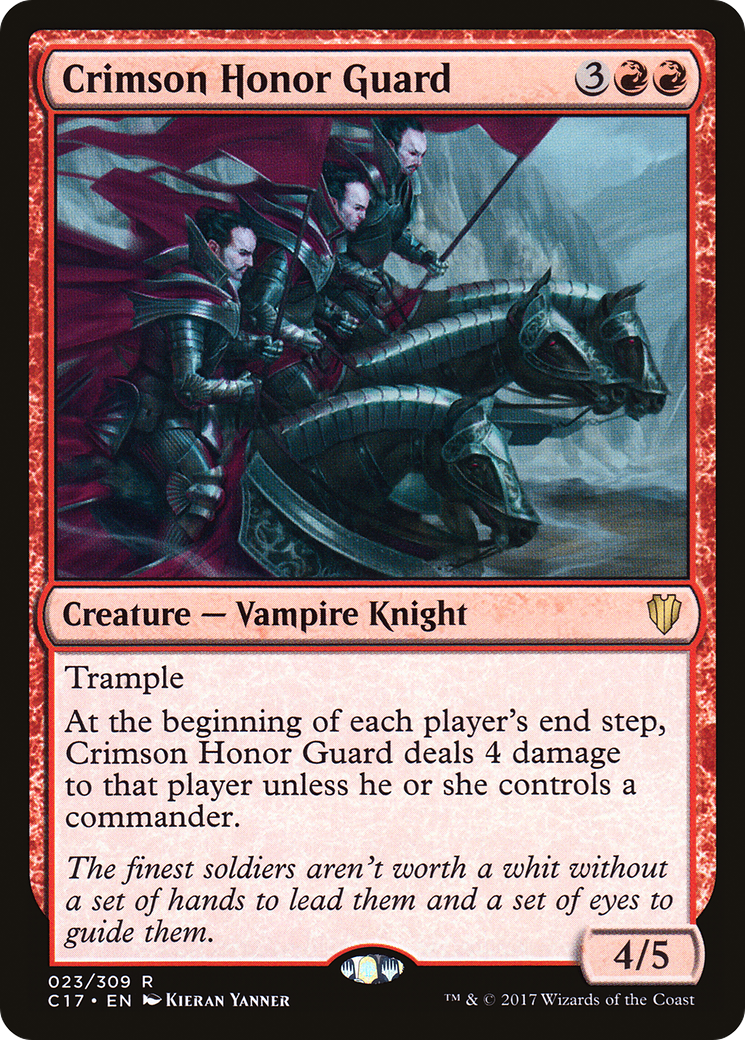 Crimson Honor Guard 3
Creature — Vampire Knight
Trample
At the beginning of each player's end step,
Crimson Honor Guard deals 4 damage
to that player unless he or she controls a
commander.
The finest soldiers aren't worth a whit without
a set of hands to lead them and a set of eyes to
guide them.
4/5
023/309 R
C17 • EN Kieran Yanner
™ & © 2017 Wizards of the Coast